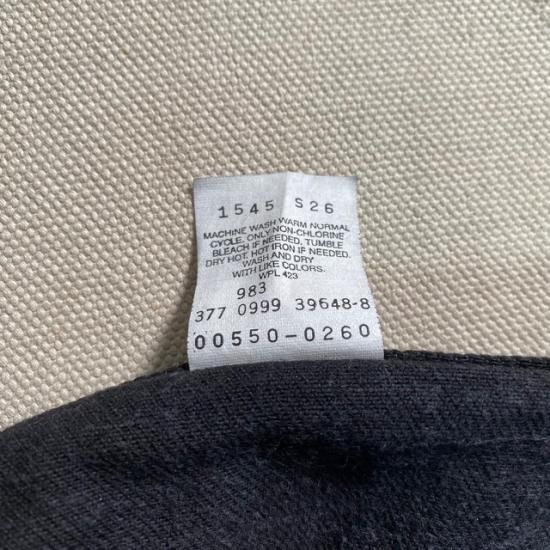 1545 S26
MACHINE WASH WARM NORMAL
CYCLE. ONLY NON-CHLORINE
BLEACH IF NEEDED, TUMBLE
DRY HOT. HOT IRON IF NEEDED.
WASH AND DRY
WITH LIKE COLORS.
WPL 423
983
377 0999 39648-8
00550-0260